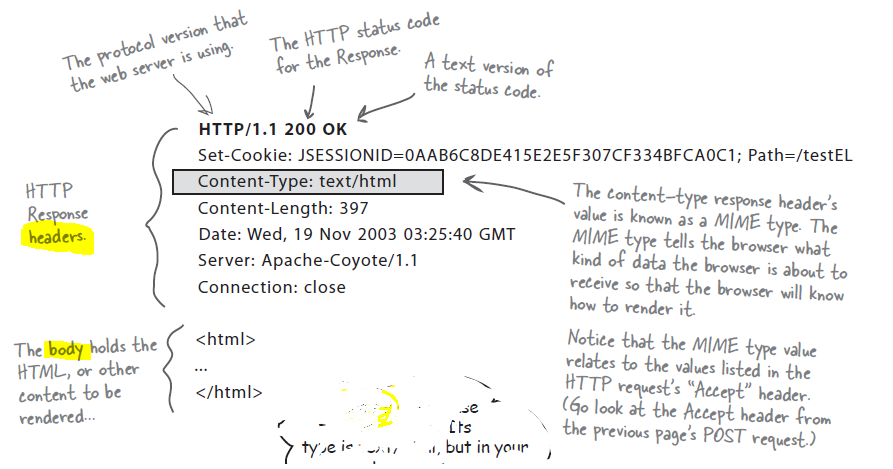 The protocol version that
the web server is using.
The HTTP status code
for the Response.
A text version of
the status code.
HTTP/1.1 200 OK
Set-Cookie: JSESSIONID=0AAB6C8DE415E2E5F307CF334BFCA0C1; Path=/testEL
Content-Type: text/html
Content-Length: 397
Date: Wed, 19 Nov 2003 03:25:40 GMT
Server: Apache-Coyote/1.1
Connection: close
HTTP
Response
headers.
The content-type response header's
value is known as a MIME type. The
MIME type tells the browser what
kind of data the browser is about to
receive so that the browser will know
how to render it.
Notice that the MIME type value
relates to the values listed in the
HTTP request's "Accept" header.
(Go look at the Accept header from
the previous page's POST request.)
The body holds the
HTML, or other
content to be
rendered...
<html>
...
</html>
type is but in your